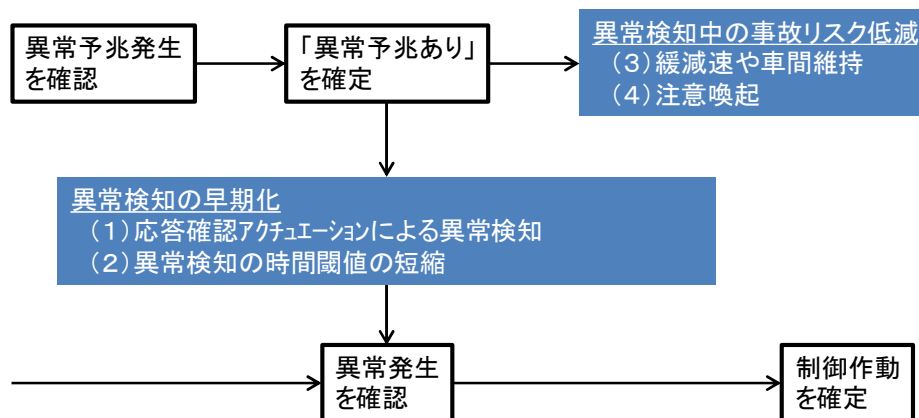 異常予兆発生
を確認
「異常予兆あり」
を確定
異常検知中の事故リスク低減
（３）緩減速や車間維持
（４）注意喚起
異常検知の早期化
（１）応答確認ｱｸﾁｭｴｰｼｮﾝによる異常検知
（２）異常検知の時間閾値の短縮
異常発生
を確認
制御作動
を確定